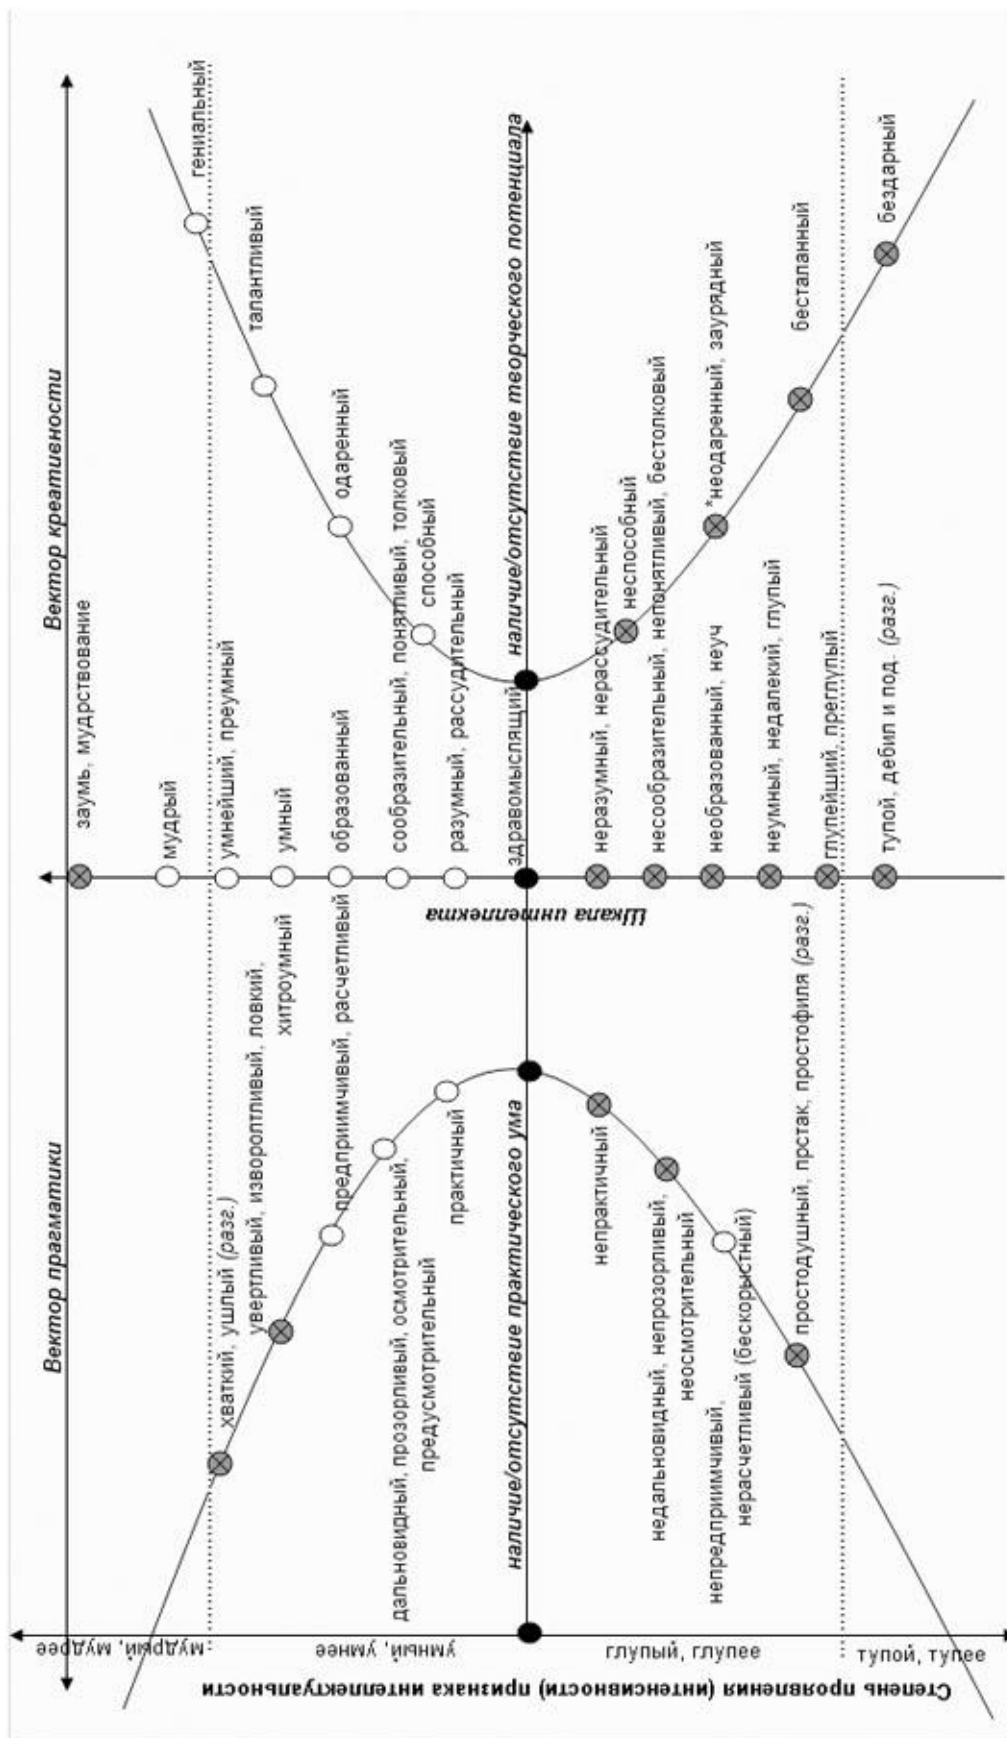 Вектор прагматики
Вектор креативности
хваткий, ушлый (разг.)
увертливый, изворотливый, ловкий,
хитроумный
предприимчивый, расчетливый
дальновидный, прозорливый, осмотрительный,
предусмотрительный
практичный
наличие/отсутствие практического ума
непрактичный
недальновидный, непрозорливый,
неосмотрительный
непредприимчивый,
нерасчетливый (бескорыстный)
простодушный, прстак, простофиля (разг.)
Шкала интеллекта
заумь, мудрствование
мудрый
умнейший, преумный
умный
образованный
сообразительный, понятливый, толковый
разумный, рассудительный
здравомыслящий
неразумный, нерассудительный
несообразительный, непонятливый, бестолковый
необразованный, неуч
неумный, недалекий, глупый
глупейший, преглупый
тупой, дебил и под. (разг.)
гениальный
талантливый
одаренный
способный
наличие/отсутствие творческого потенциала
неспособный
*неодаренный, заурядный
бесталанный
бездарный
Степень проявления (интенсивности) признака интеллектуальности
мудрый, мудрее
умный, умнее
глупый, глупее
тупой, тупее